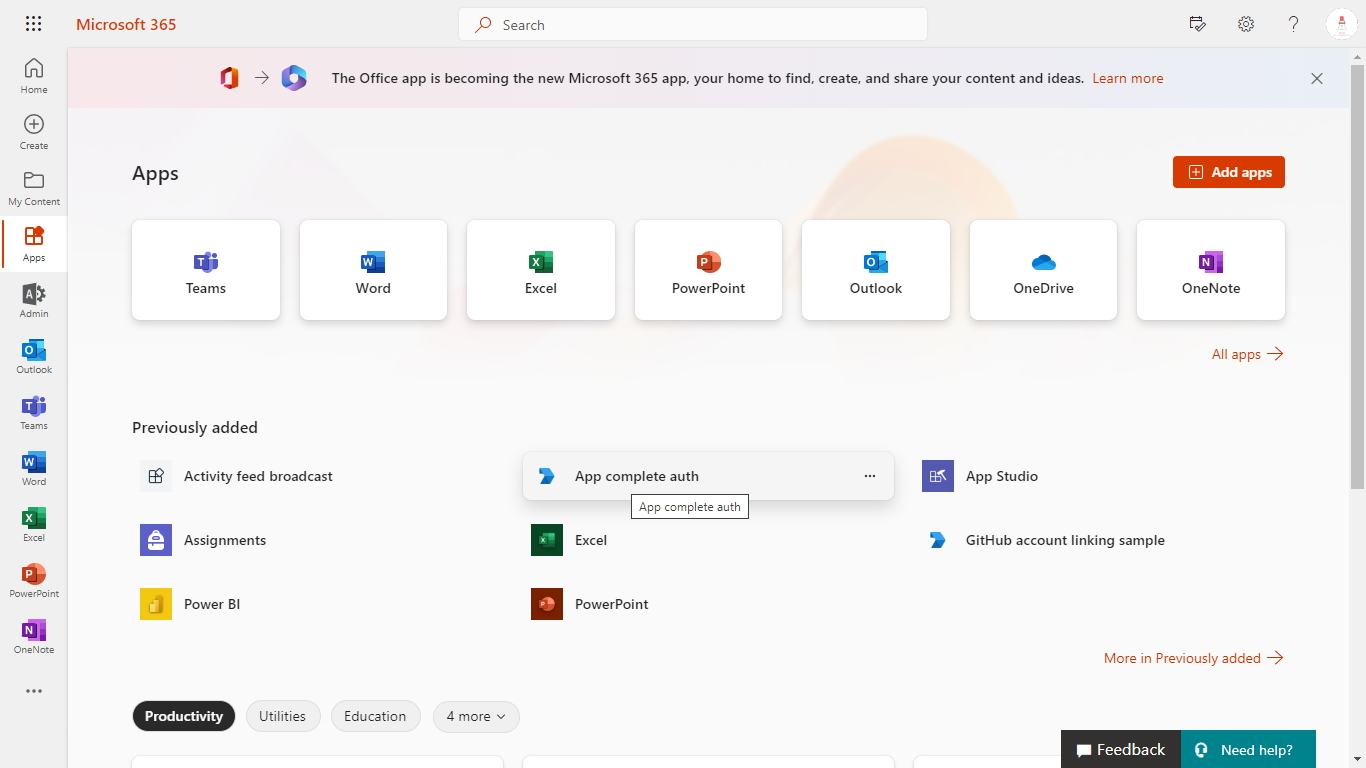 Microsoft 365
Search
The Office app is becoming the new Microsoft 365 app, your home to find, create, and share your content and ideas. Learn more
Home
Create
My Content
Apps
Admin
Outlook
Teams
Word
Excel
PowerPoint
OneNote
Apps
Add apps
Teams
Word
Excel
PowerPoint
Outlook
OneDrive
OneNote
All apps
Previously added
Activity feed broadcast
App complete auth
App Studio
App complete auth
Assignments
Excel
GitHub account linking sample
Power BI
PowerPoint
More in Previously added
Productivity
Utilities
Education
4 more
Feedback
Need help?